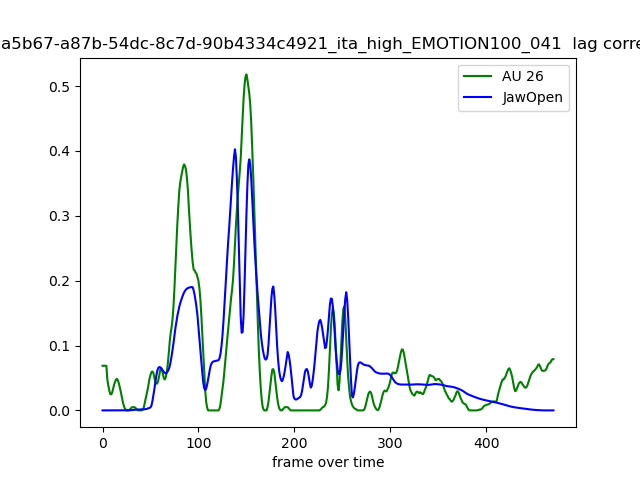 a5b67-a87b-54dc-8c7d-90b4334c4921_ita_high_EMOTION100_041 lag corre
AU 26
JawOpen
0.5
0.4
0.3
0.2
0.1
0.0
0 100 200 300 400
frame over time